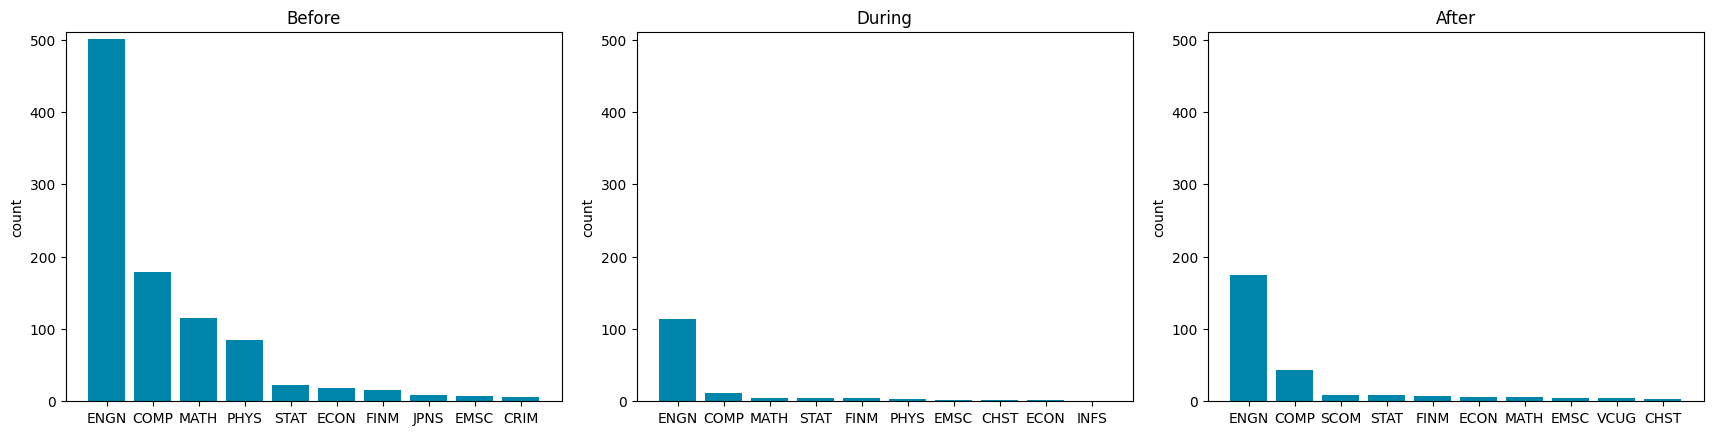 Before
During
After
500
400
300
200
100
0
count
ENGN COMP MATH PHYS STAT ECON FINM JPNS EMSC CRIM
500
400
300
200
100
0
count
ENGN COMP MATH STAT FINM PHYS EMSC CHST ECON INFS
500
400
300
200
100
0
count
ENGN COMP SCOM STAT FINM ECON MATH EMSC VCUG CHST